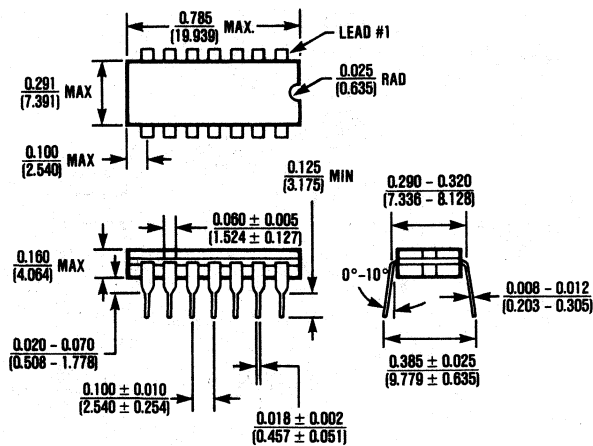 0.785
(19.939) MAX.
LEAD #1
0.291
(7.391) MAX
0.025
(0.635) RAD
0.100
(2.540) MAX
0.125
(3.175) MIN
0.290 – 0.320
(7.336 – 8.128)
0.060 ± 0.005
(1.524 ± 0.127)
0.160
(4.064) MAX
0°–10°
0.008 – 0.012
(0.203 – 0.305)
0.020 – 0.070
(0.508 – 1.778)
0.385 ± 0.025
(9.779 ± 0.635)
0.100 ± 0.010
(2.540 ± 0.254)
0.018 ± 0.002
(0.457 ± 0.051)